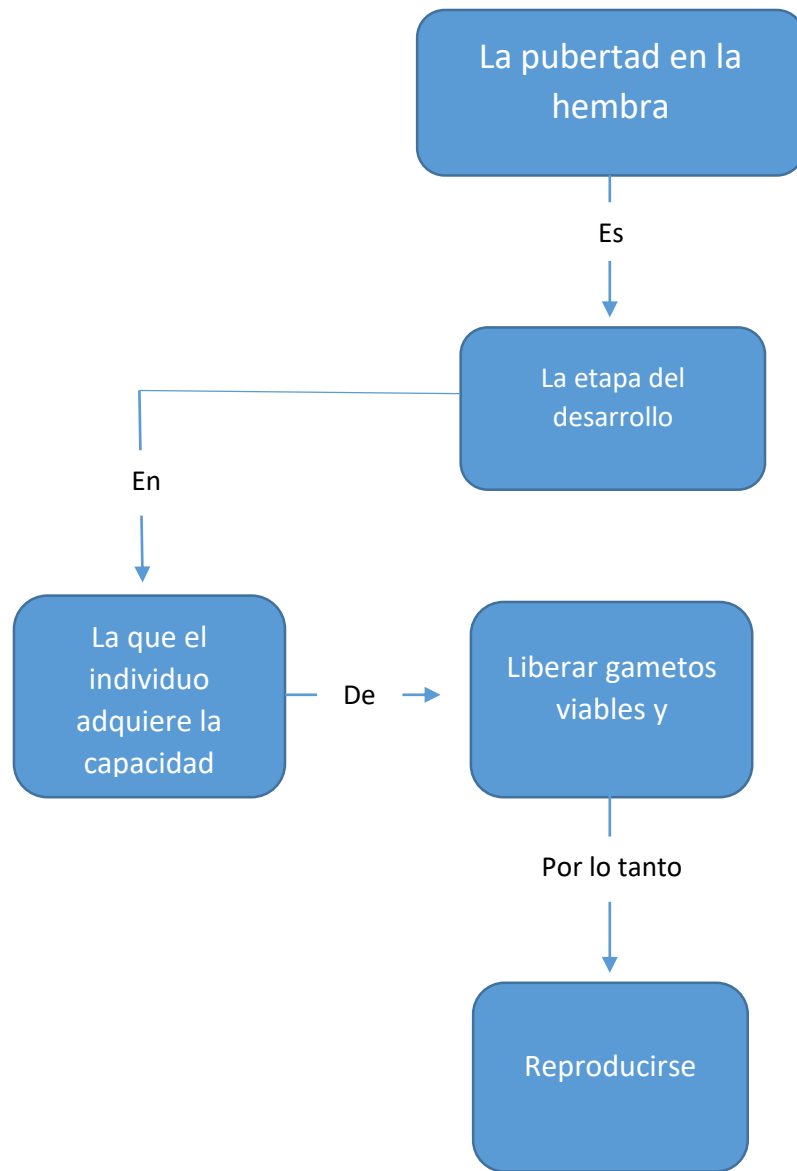 La pubertad en la
hembra
Es
La etapa del
desarrollo
En
La que el
individuo
adquiere la
capacidad
De
Liberar gametos
viables y
Por lo tanto
Reproducirse